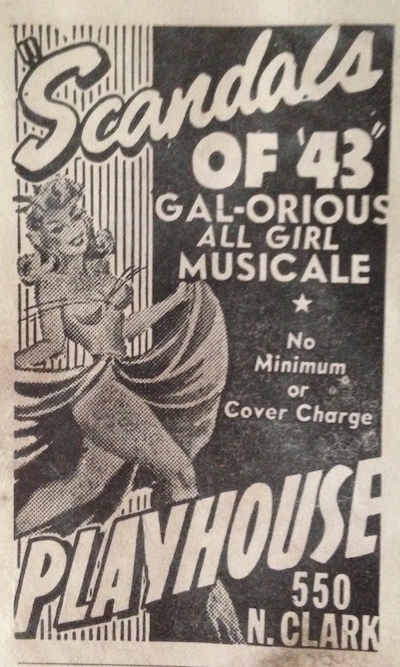 "Scandals
OF '43"
GAL-ORIOUS
ALL GIRL
MUSICALE
No
Minimum
or
Cover Charge
PLAYHOUSE
550
N. CLARK